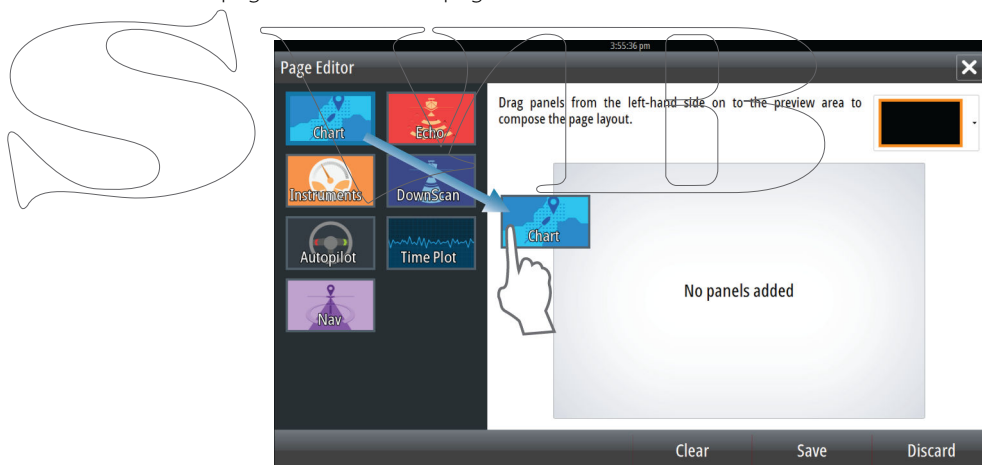 3:55:36 pm
Page Editor
Drag panels from the left-hand side on to the preview area to
compose the page layout.
Chart
Echo
Instruments
DownScan
Chart
Autopilot
Time Plot
No panels added
Nav
Clear
Save
Discard